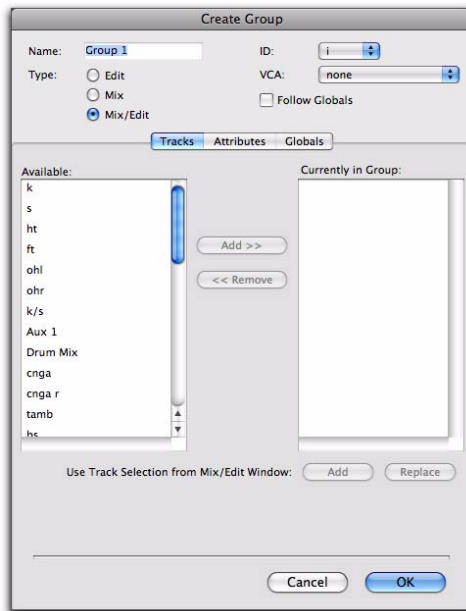 Create Group
Name: Group 1 ID: i
Type: Edit VCA: none
Mix Follow Globals
Mix/Edit
Tracks Attributes Globals
Available: Currently in Group:
k
s
ht
ft
ohl
ohr
k/s
Aux 1
Drum Mix
cnga
cnga r
tamb
bs
Add >>
<< Remove
Use Track Selection from Mix/Edit Window: Add Replace
Cancel OK